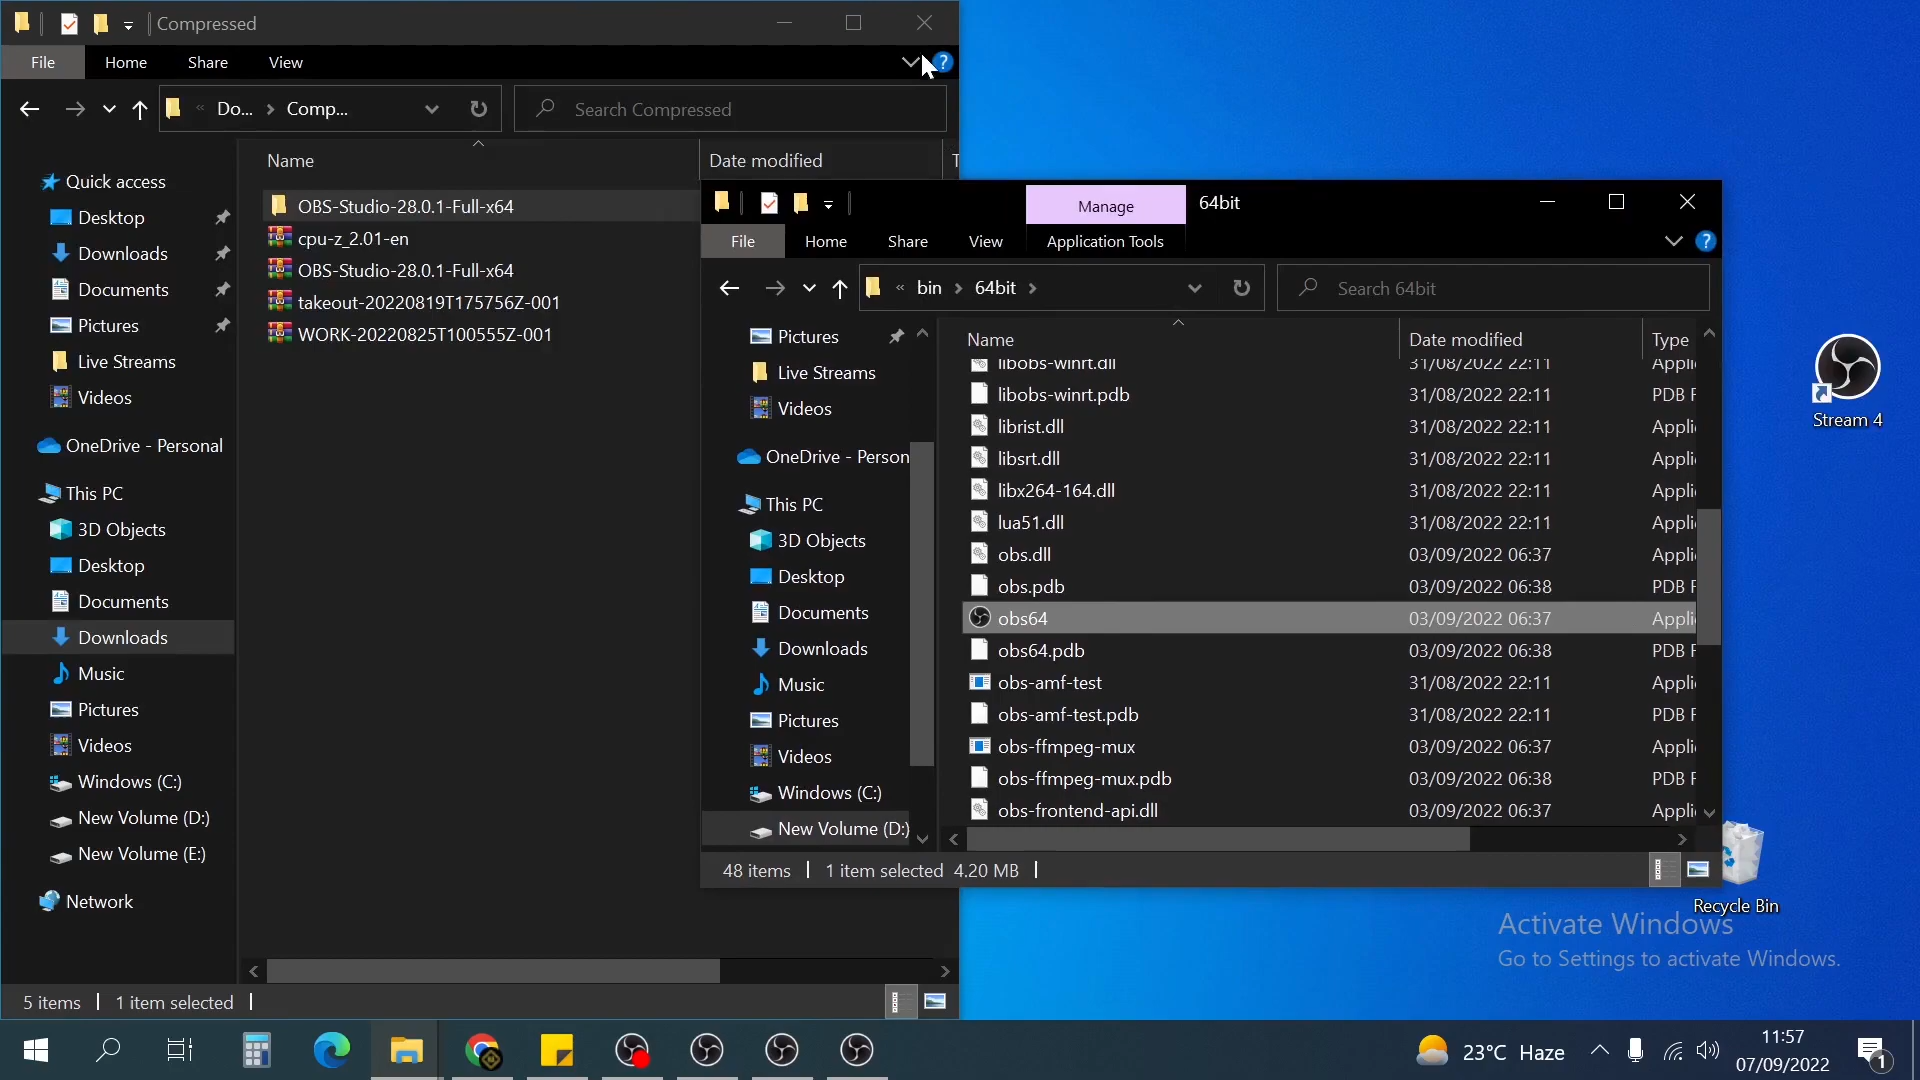 Compressed
File Home Share View
Do... Comp...
Search Compressed
Name
Date modified
T
Quick access
Desktop
Downloads
Documents
Pictures
Live Streams
Videos
OneDrive - Personal
This PC
3D Objects
Desktop
Documents
Downloads
Music
Pictures
Videos
Windows (C:)
New Volume (D:)
New Volume (E:)
Network
OBS-Studio-28.0.1-Full-x64
cpu-z_2.01-en
OBS-Studio-28.0.1-Full-x64
takeout-20220819T175756Z-001
WORK-20220825T100555Z-001
5 items 1 item selected
Manage
64bit
File Home Share View Application Tools
bin 64bit
Search 64bit
Pictures
Live Streams
Videos
OneDrive - Person
This PC
3D Objects
Desktop
Documents
Downloads
Music
Pictures
Videos
Windows (C:)
New Volume (D:)
Name Date modified Type
libobs-winrt.dll 31/08/2022 22:11 Appli
libobs-winrt.pdb 31/08/2022 22:11 PDB F
librist.dll 31/08/2022 22:11 Appli
libsrt.dll 31/08/2022 22:11 Appli
libx264-164.dll 31/08/2022 22:11 Appli
lua51.dll 31/08/2022 22:11 Appli
obs.dll 03/09/2022 06:37 Appli
obs.pdb 03/09/2022 06:38 PDB F
obs64 03/09/2022 06:37 Appli
obs64.pdb 03/09/2022 06:38 PDB F
obs-amf-test 31/08/2022 22:11 Appli
obs-amf-test.pdb 31/08/2022 22:11 PDB F
obs-ffmpeg-mux 03/09/2022 06:37 Appli
obs-ffmpeg-mux.pdb 03/09/2022 06:38 PDB F
obs-frontend-api.dll 03/09/2022 06:37 Appli
48 items 1 item selected 4.20 MB
Stream 4
Recycle Bin
Activate Windows
Go to Settings to activate Windows.
23°C Haze
11:57
07/09/2022
1